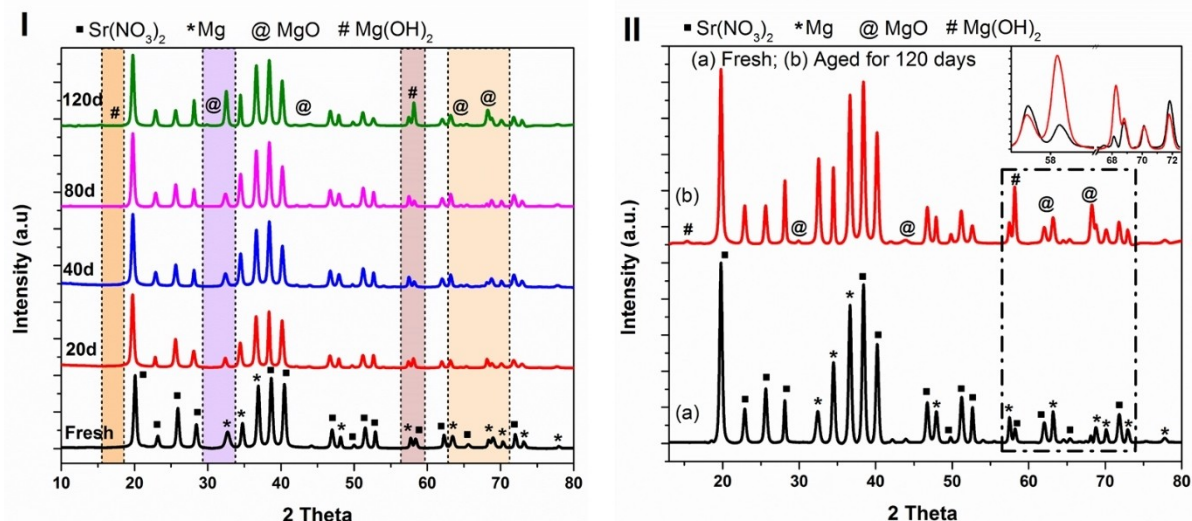 I
■ Sr(NO₃)₂ *Mg @ MgO # Mg(OH)₂
120d
# @ @ # @ @
80d
40d
20d
Fresh
Intensity (a.u)
10 20 30 40 50 60 70 80
2 Theta
II
■ Sr(NO₃)₂ * Mg @ MgO # Mg(OH)₂
(a) Fresh; (b) Aged for 120 days
58 68 70 72
(b)
# @ @ # @ @
(a)
Intensity (a.u.)
20 30 40 50 60 70 80
2 Theta